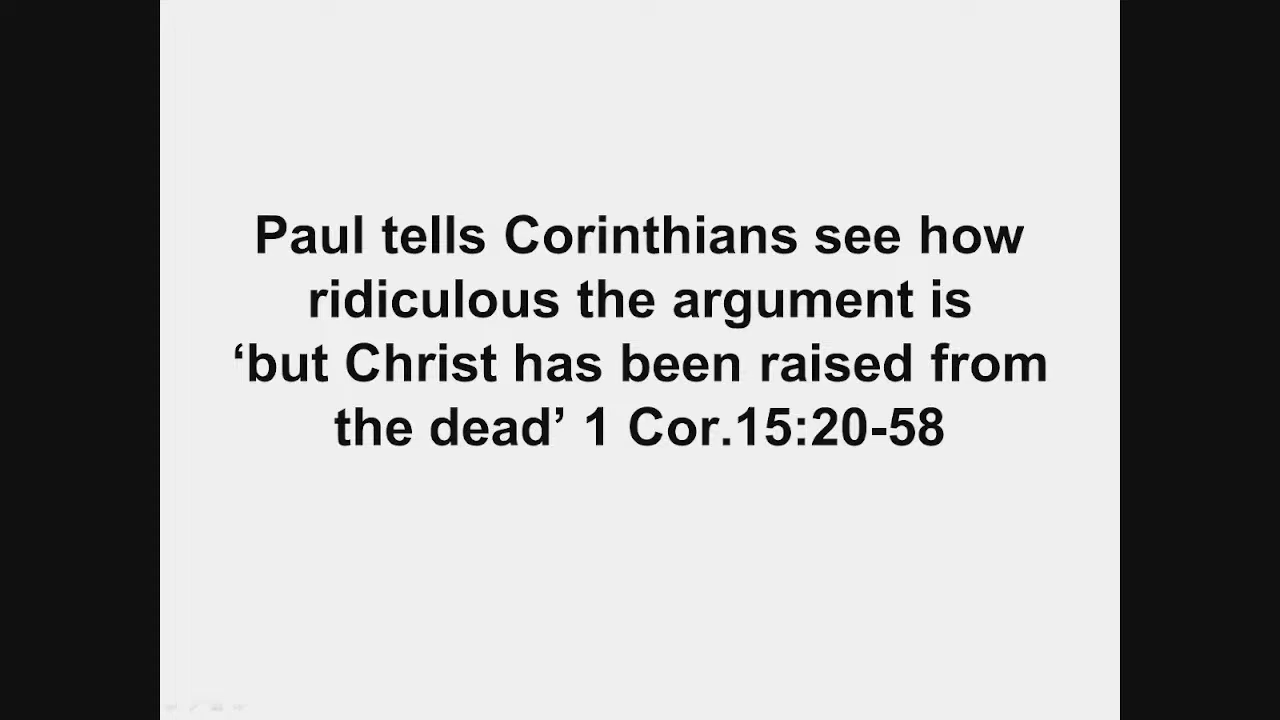 Paul tells Corinthians see how
ridiculous the argument is
‘but Christ has been raised from
the dead’ 1 Cor.15:20-58